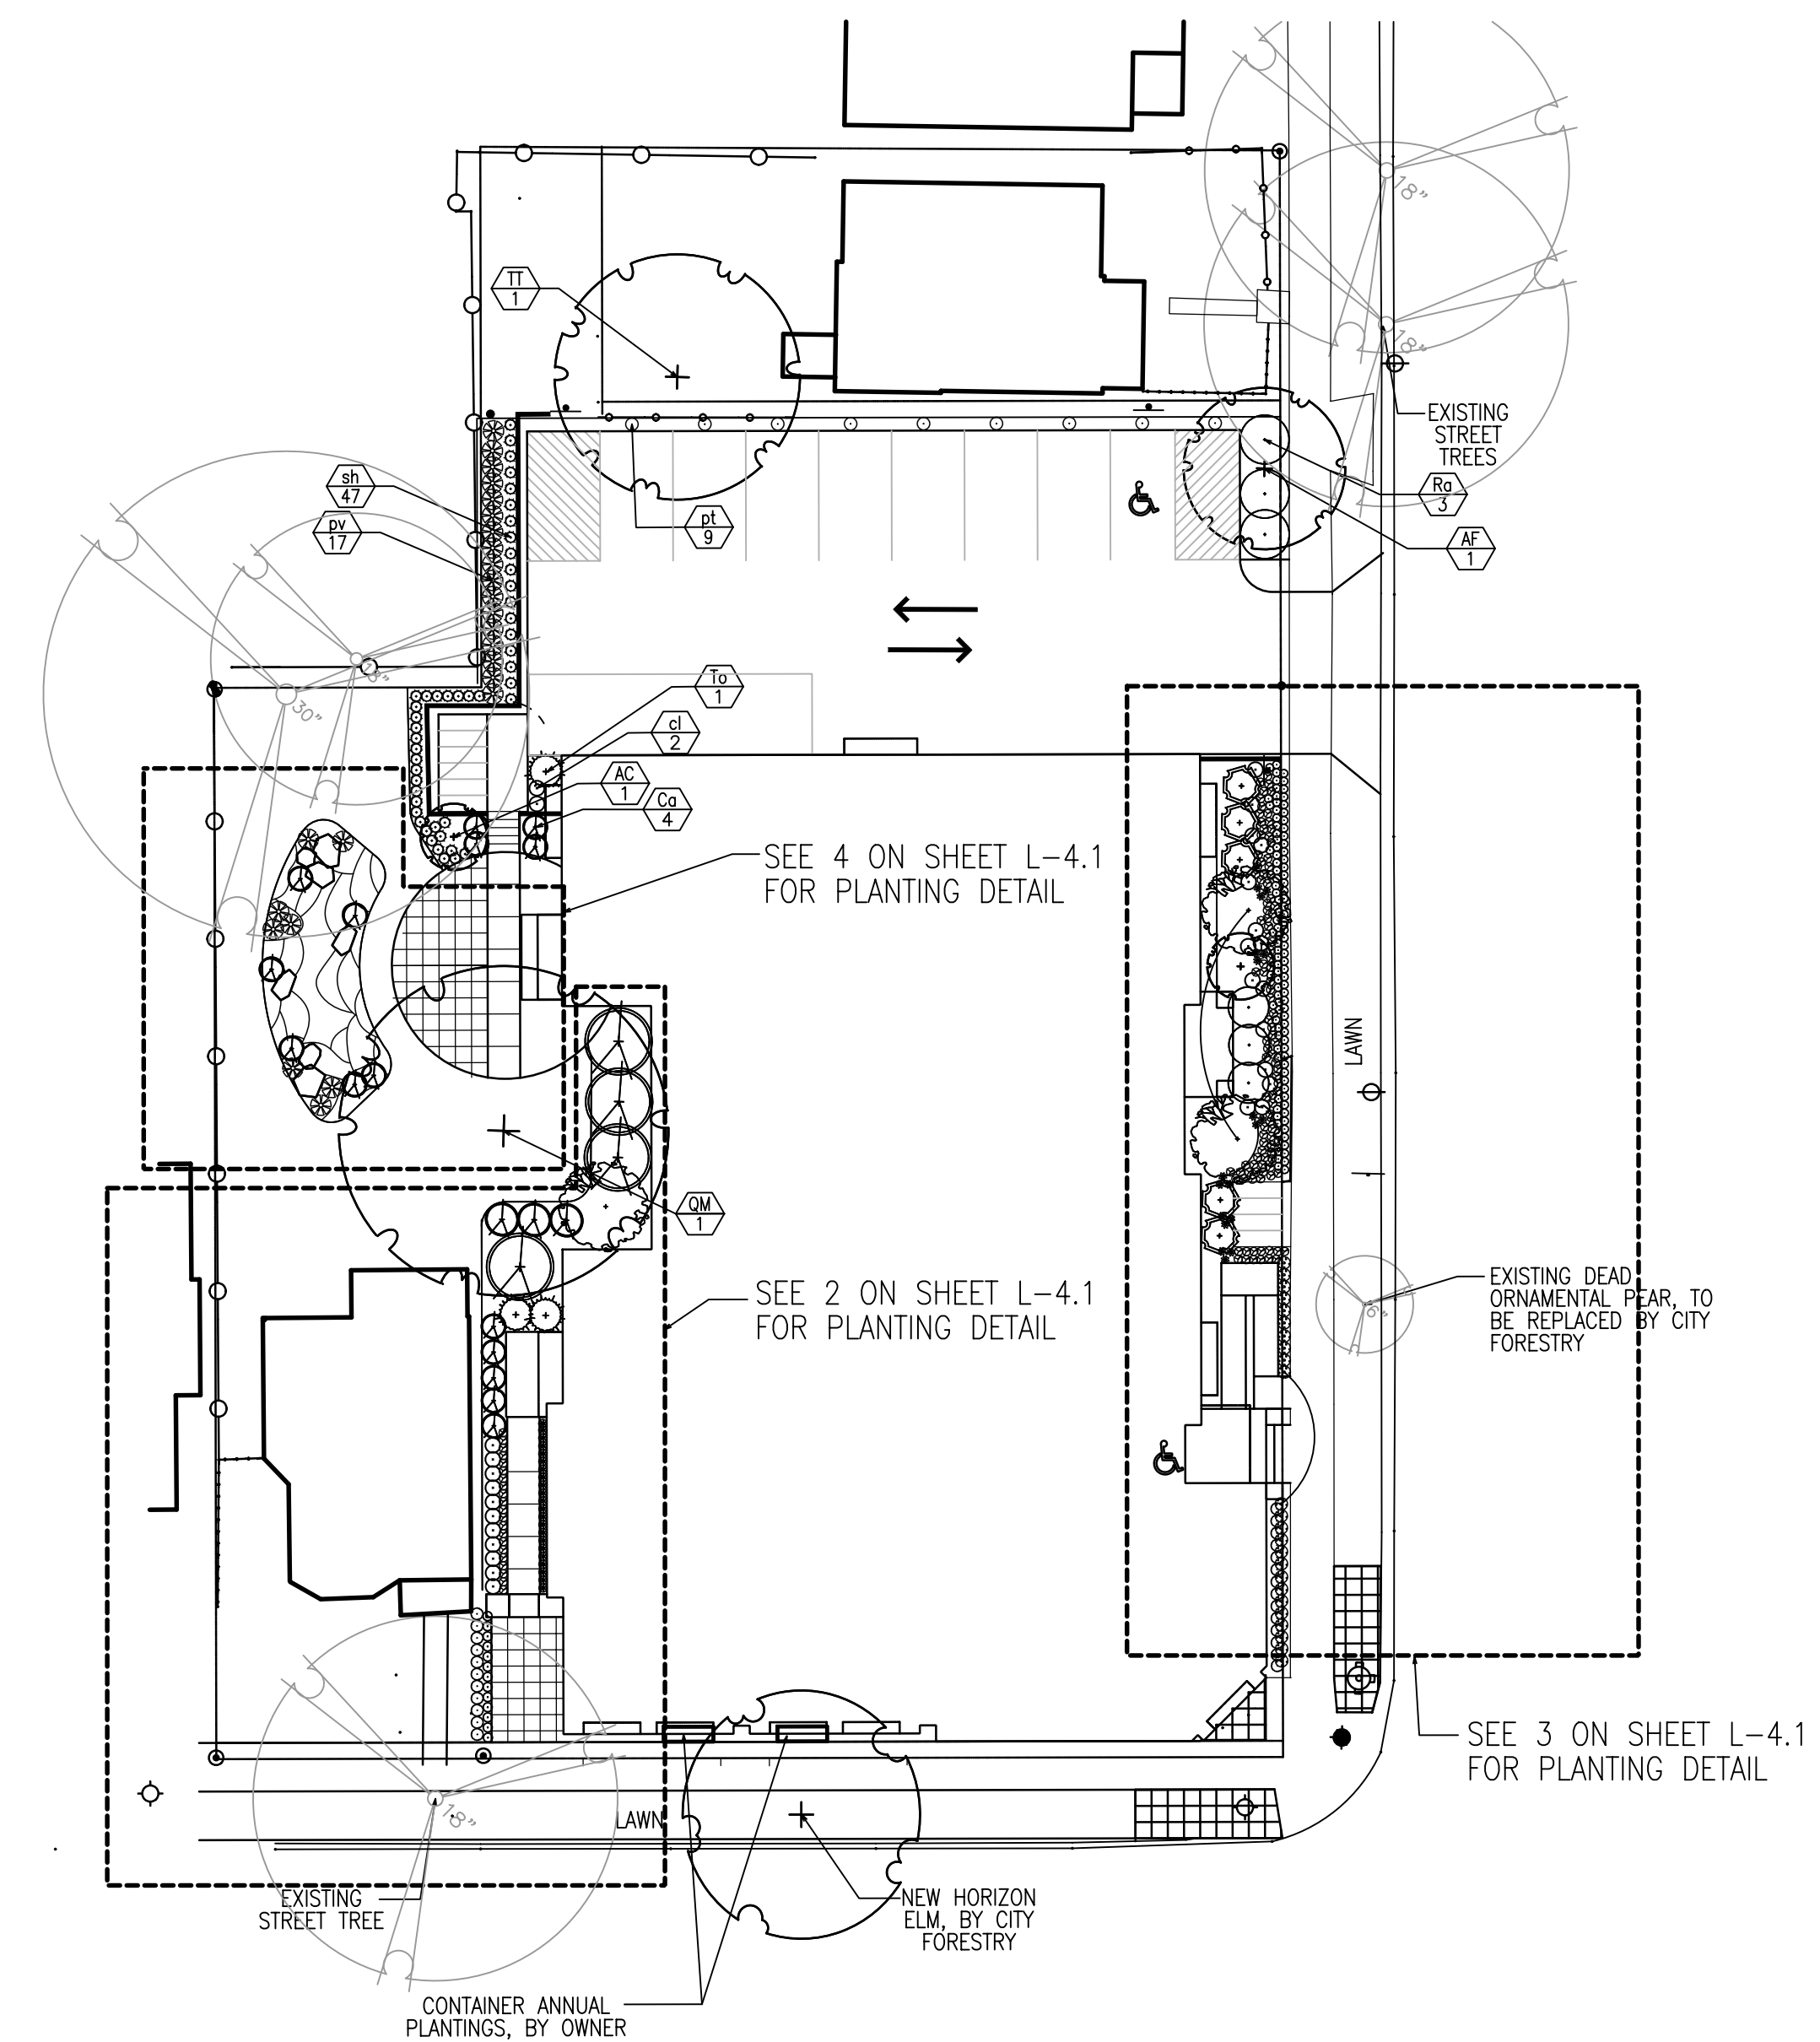 18"
18"
TT
1
EXISTING
STREET
TREES
sh
47
Ra
3
pv
17
pt
9
AF
1
18"
30"
To
1
cl
2
AC
1
Ca
4
SEE 4 ON SHEET L-4.1
FOR PLANTING DETAIL
LAWN
QM
1
SEE 2 ON SHEET L-4.1
FOR PLANTING DETAIL
EXISTING DEAD
ORNAMENTAL PEAR, TO
BE REPLACED BY CITY
FORESTRY
6"
SEE 3 ON SHEET L-4.1
FOR PLANTING DETAIL
18"
LAWN
EXISTING
STREET TREE
NEW HORIZON
ELM, BY CITY
FORESTRY
CONTAINER ANNUAL
PLANTINGS, BY OWNER